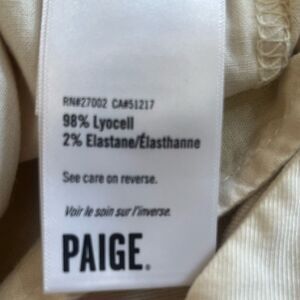 RN#27002 CA#51217
98% Lyocell
2% Elastane/Élasthanne
See care on reverse.
Voir le soin sur l'inverse.
PAIGE.